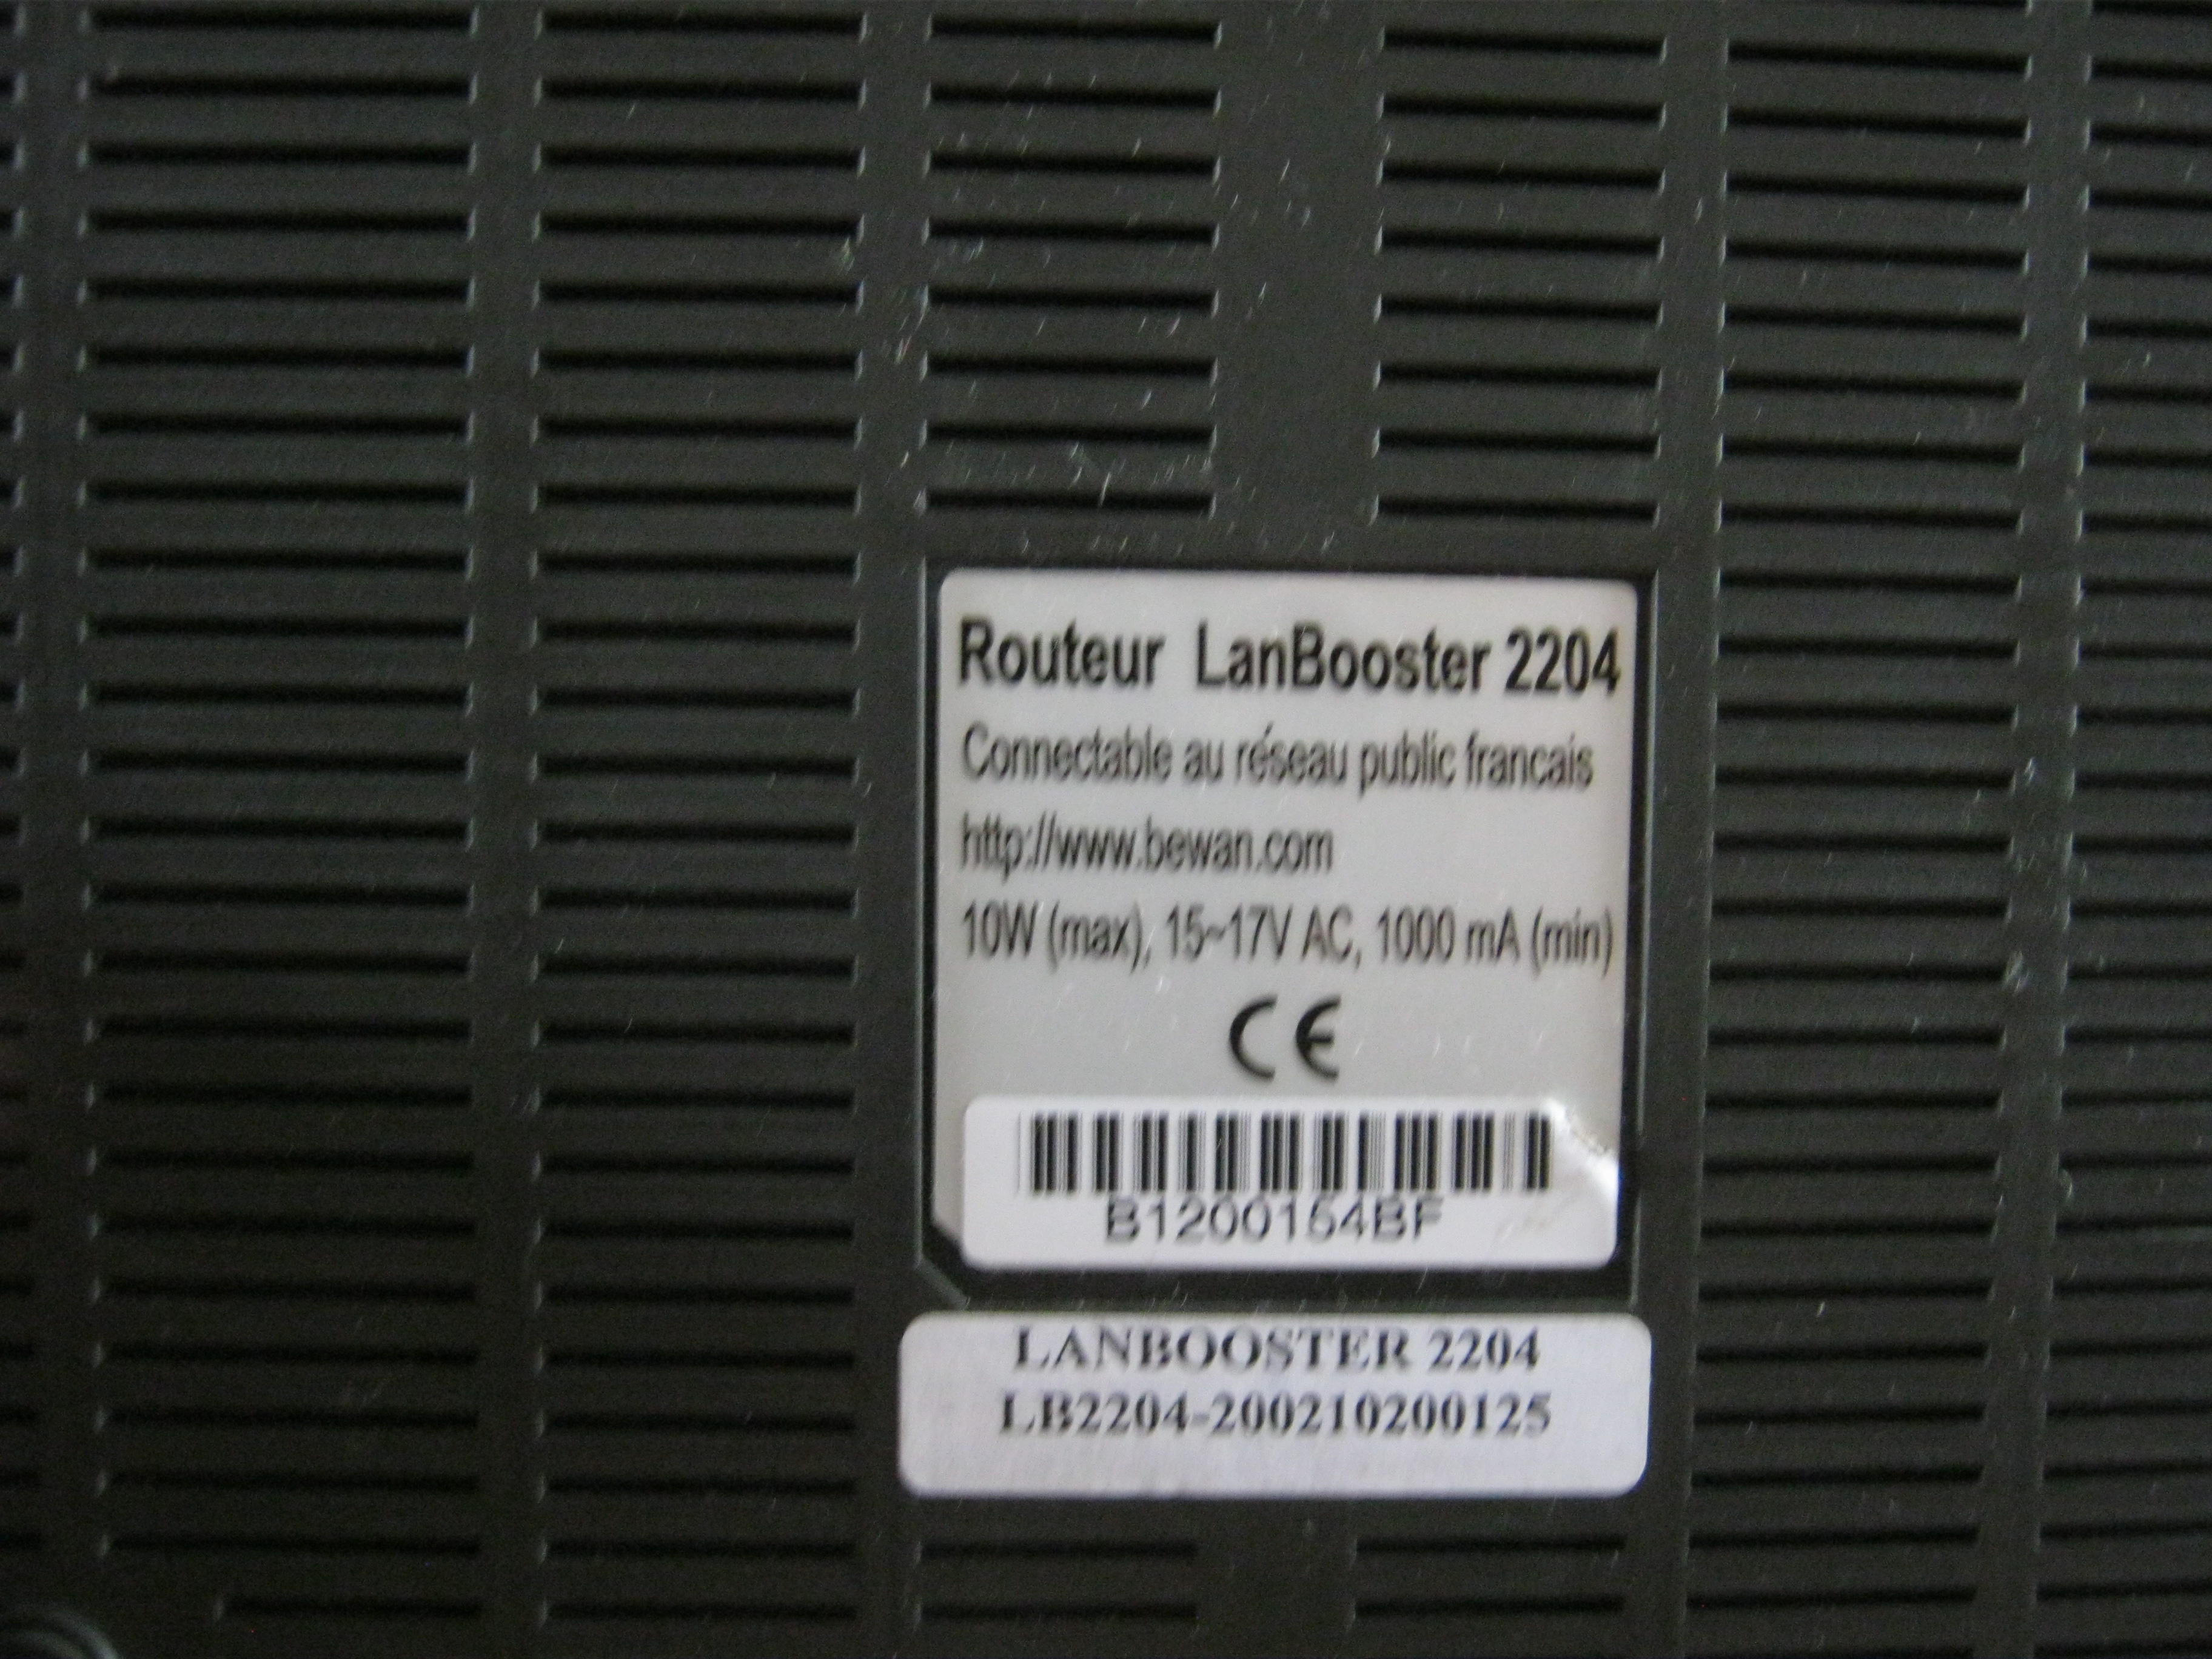 Routeur LanBooster 2204
Connectable au réseau public francais
http://www.bewan.com
10W (max), 15~17V AC, 1000 mA (min)
CE
B1200154BF
LANBOOSTER 2204
LB2204-200210200125